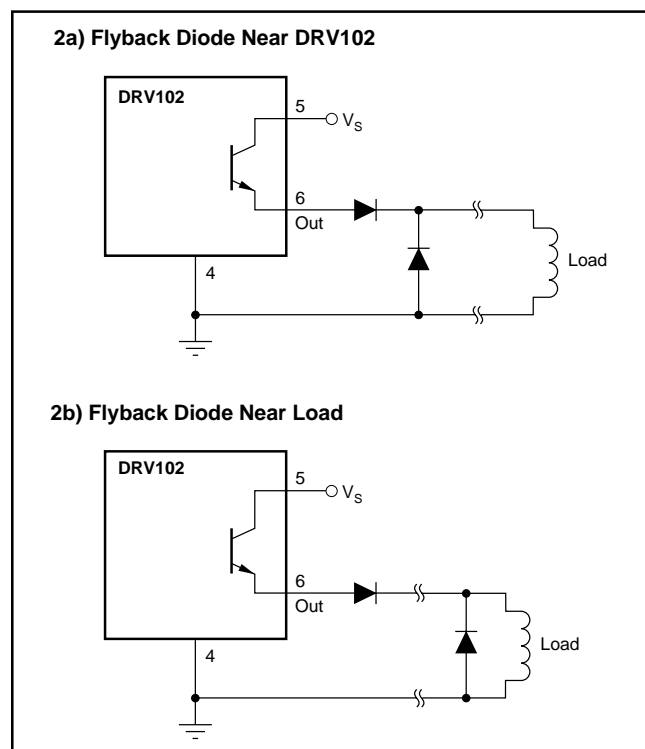 2a) Flyback Diode Near DRV102
DRV102
5
V_S
6
Out
4
Load
2b) Flyback Diode Near Load
DRV102
5
V_S
6
Out
4
Load